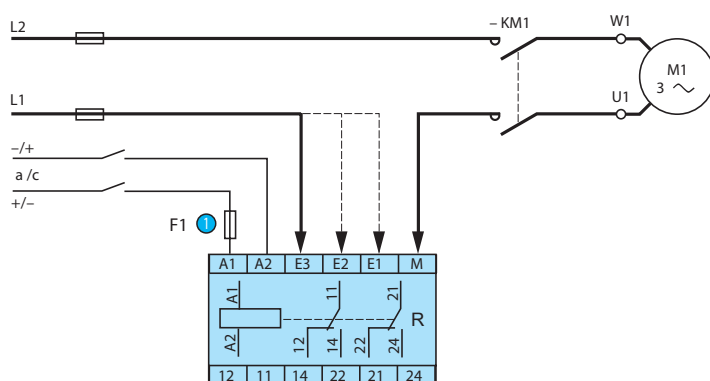 L2
– KM1
W1
M1
3
L1
U1
–/+
a /c
+/–
F1 1
A1 A2 E3 E2 E1 M
A1 11 21
R
A2 12 14 22 24
12 11 14 22 21 24